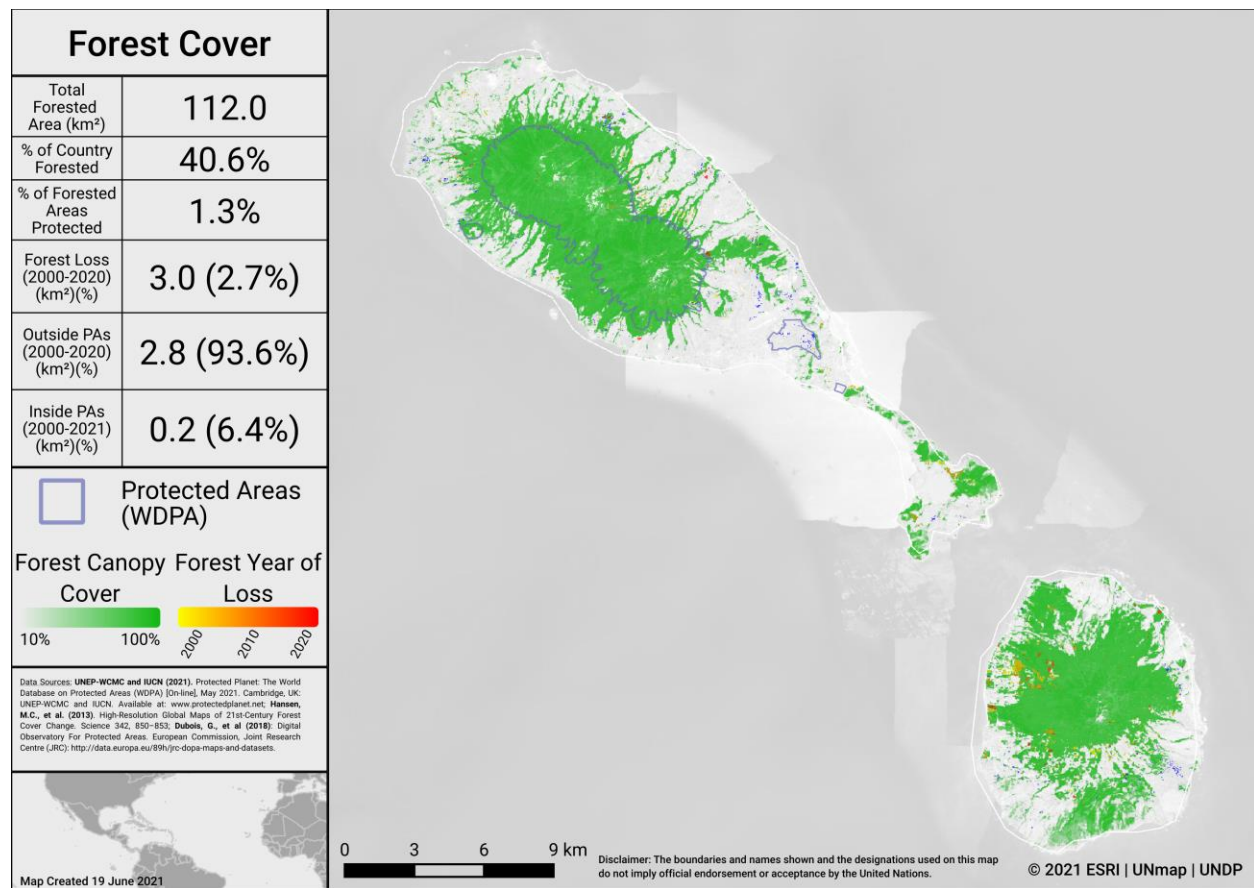 Forest Cover
Total
Forested
Area (km²)
112.0
% of Country
Forested
40.6%
% of Forested
Areas
Protected
1.3%
Forest Loss
(2000-2020)
(km²)(%)
3.0 (2.7%)
Outside PAs
(2000-2020)
(km²)(%)
2.8 (93.6%)
Inside PAs
(2000-2021)
(km²)(%)
0.2 (6.4%)
Protected Areas
(WDPA)
Forest Canopy
Cover
10% 100%
Forest Year of
Loss
2000 2010 2020
Data Sources: UNEP-WCMC and IUCN (2021). Protected Planet: The World
Database on Protected Areas (WDPA) [On-line], May 2021. Cambridge, UK:
UNEP-WCMC and IUCN. Available at: www.protectedplanet.net; Hansen,
M.C., et al. (2013). High-Resolution Global Maps of 21st-Century Forest
Cover Change. Science 342, 850–853; Dubois, G., et al (2018): Digital
Observatory For Protected Areas. European Commission, Joint Research
Centre (JRC): http://data.europa.eu/89h/jrc-dopa-maps-and-datasets.
Map Created 19 June 2021
0 3 6 9 km
Disclaimer: The boundaries and names shown and the designations used on this map
do not imply official endorsement or acceptance by the United Nations.
© 2021 ESRI | UNmap | UNDP